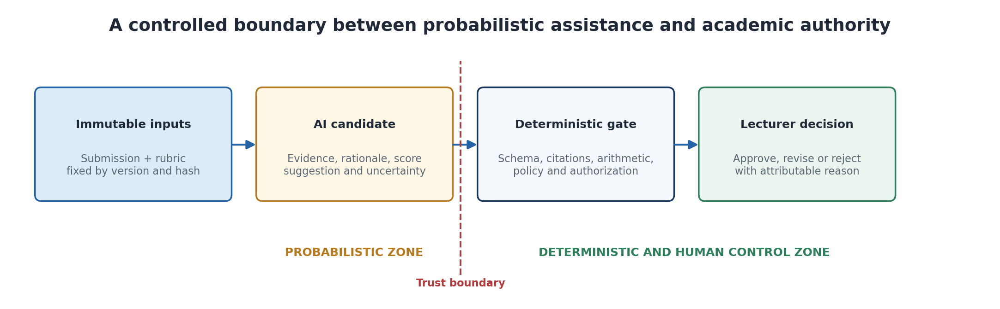 A controlled boundary between probabilistic assistance and academic authority
Immutable inputs
Submission + rubric
fixed by version and hash
AI candidate
Evidence, rationale, score
suggestion and uncertainty
Deterministic gate
Schema, citations, arithmetic,
policy and authorization
Lecturer decision
Approve, revise or reject
with attributable reason
PROBABILISTIC ZONE
DETERMINISTIC AND HUMAN CONTROL ZONE
Trust boundary